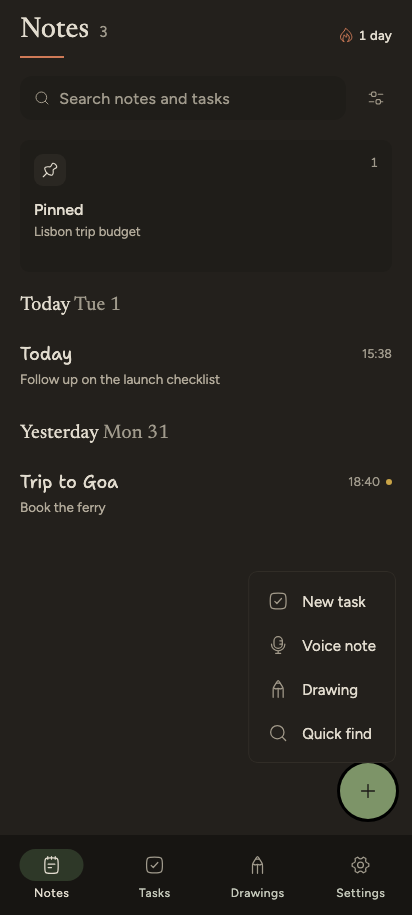 Notes 3
1 day
Search notes and tasks
1
Pinned
Lisbon trip budget
Today Tue 1
Today 15:38
Follow up on the launch checklist
Yesterday Mon 31
Trip to Goa 18:40
Book the ferry
New task
Voice note
Drawing
Quick find
Notes Tasks Drawings Settings